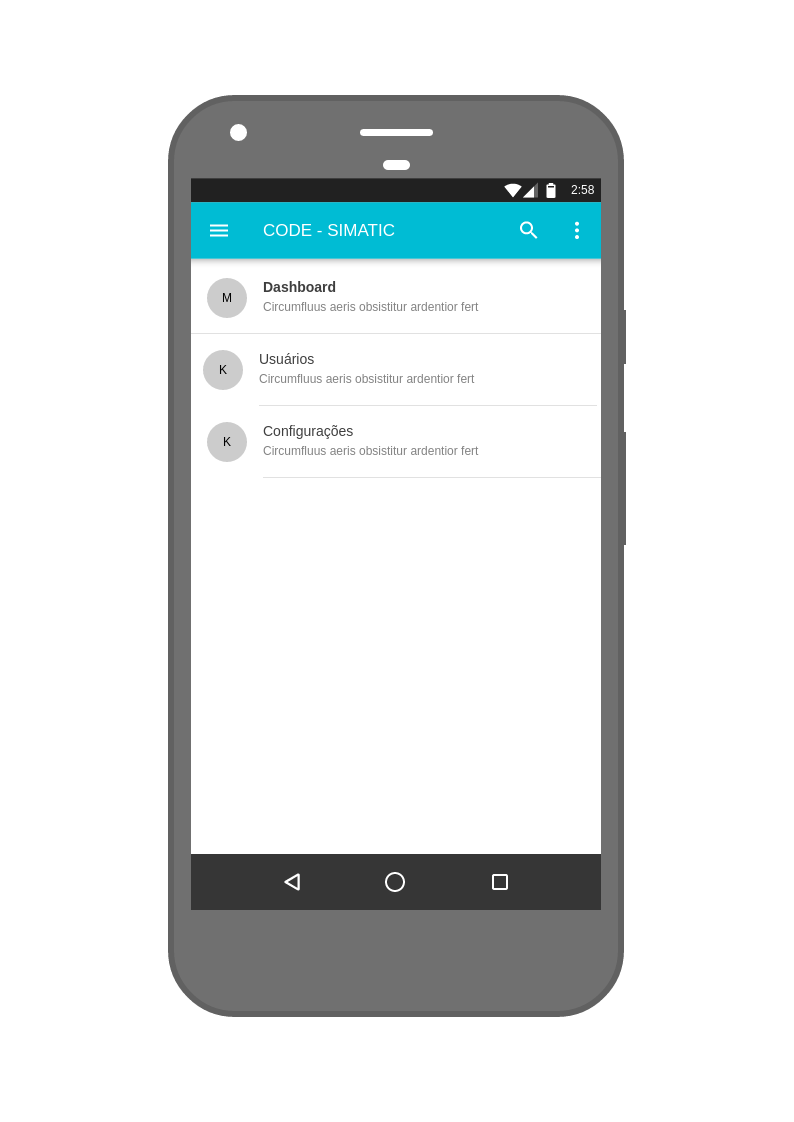 2:58
CODE - SIMATIC
M
Dashboard
Circumfluus aeris obsistitur ardentior fert
K
Usuários
Circumfluus aeris obsistitur ardentior fert
K
Configurações
Circumfluus aeris obsistitur ardentior fert